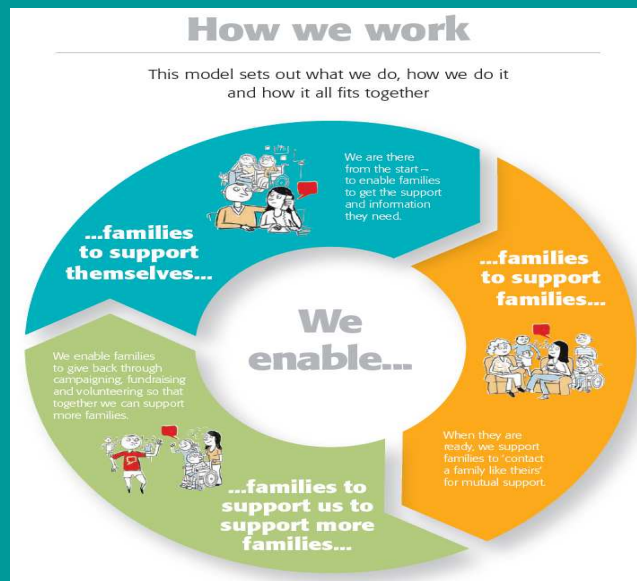 How we work
This model sets out what we do, how we do it
and how it all fits together
We are there
from the start –
to enable families
to get the support
and information
they need.
...families
to support
themselves...
...families
to support
families...
We
enable...
When they are
ready, we support
families to ‘contact
a family like theirs’
for mutual support.
We enable families
to give back through
campaigning, fundraising
and volunteering so that
together we can support
more families.
...families to
support us to
support more
families...